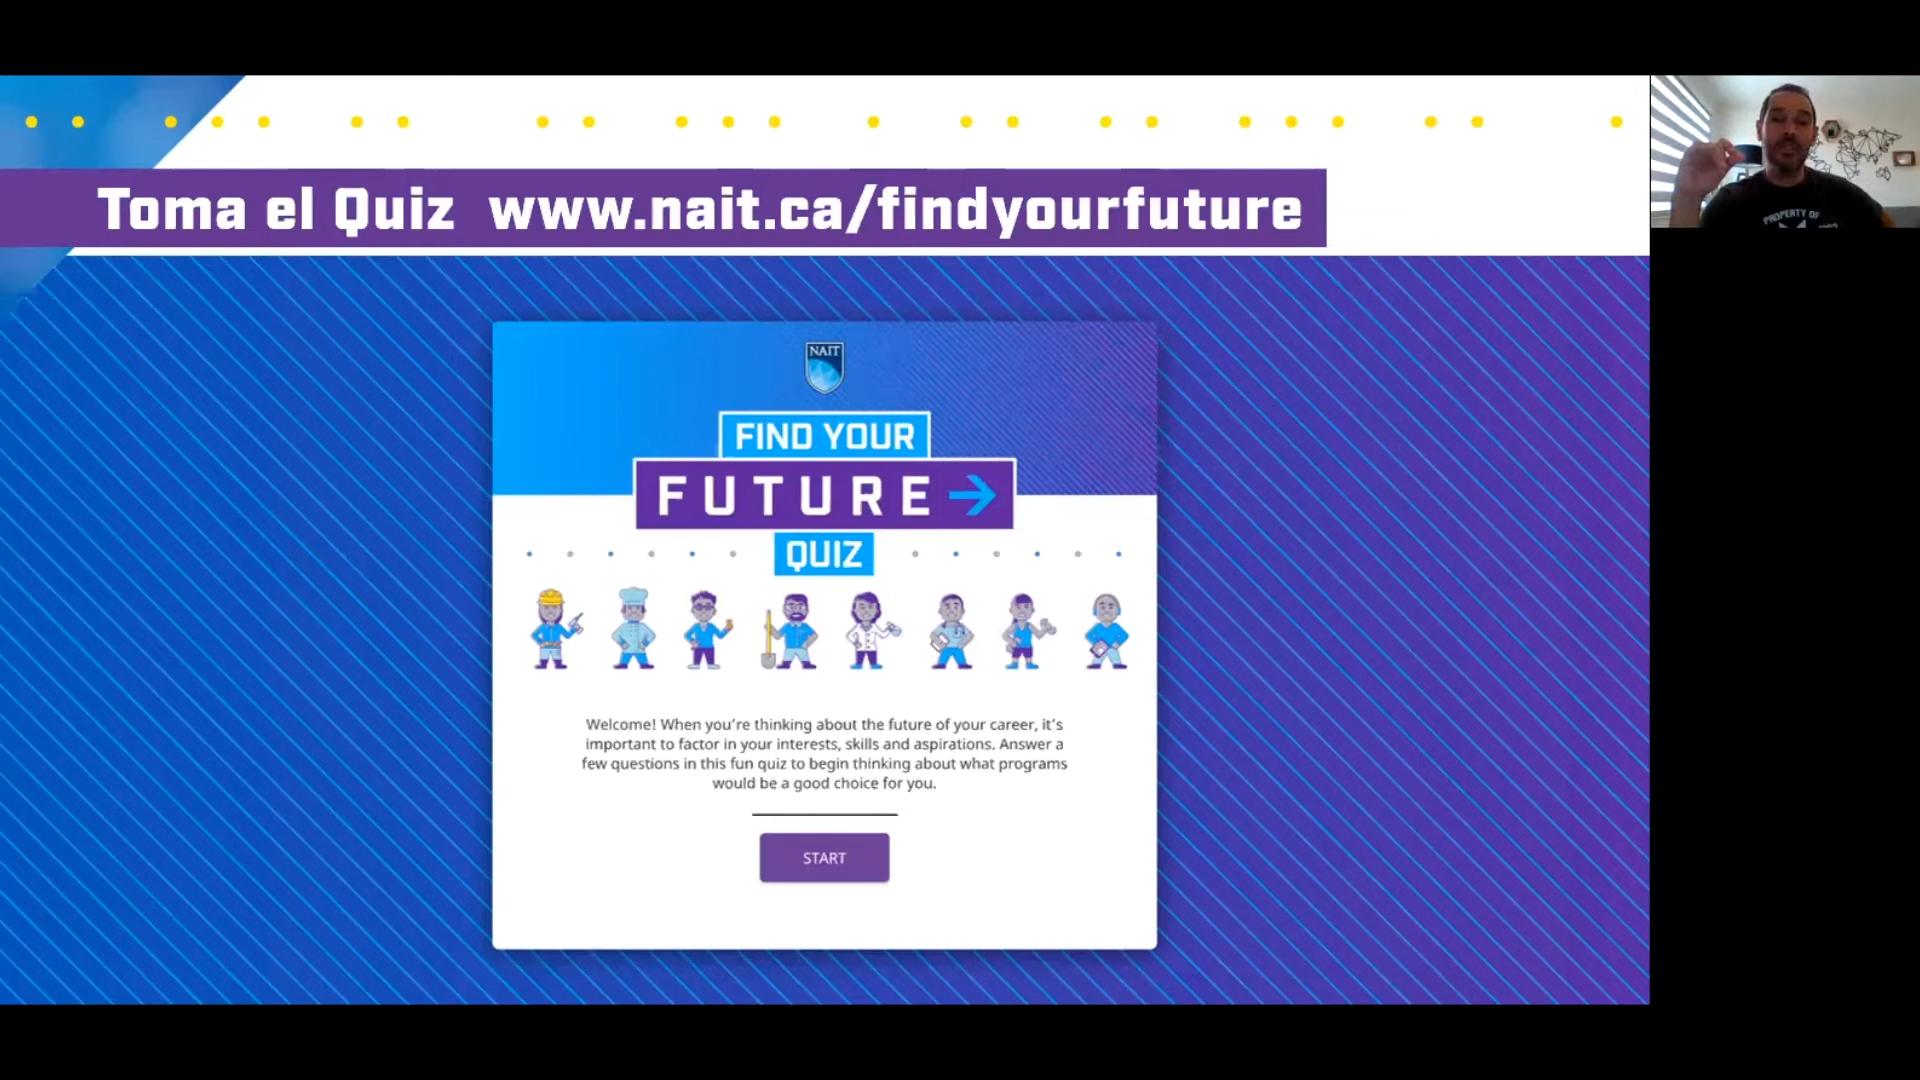 Toma el Quiz www.nait.ca/findyourfuture
NAIT
FIND YOUR
FUTURE
QUIZ
Welcome! When you’re thinking about the future of your career, it’s
important to factor in your interests, skills and aspirations. Answer a
few questions in this fun quiz to begin thinking about what programs
would be a good choice for you.
START
PROPERTY OF